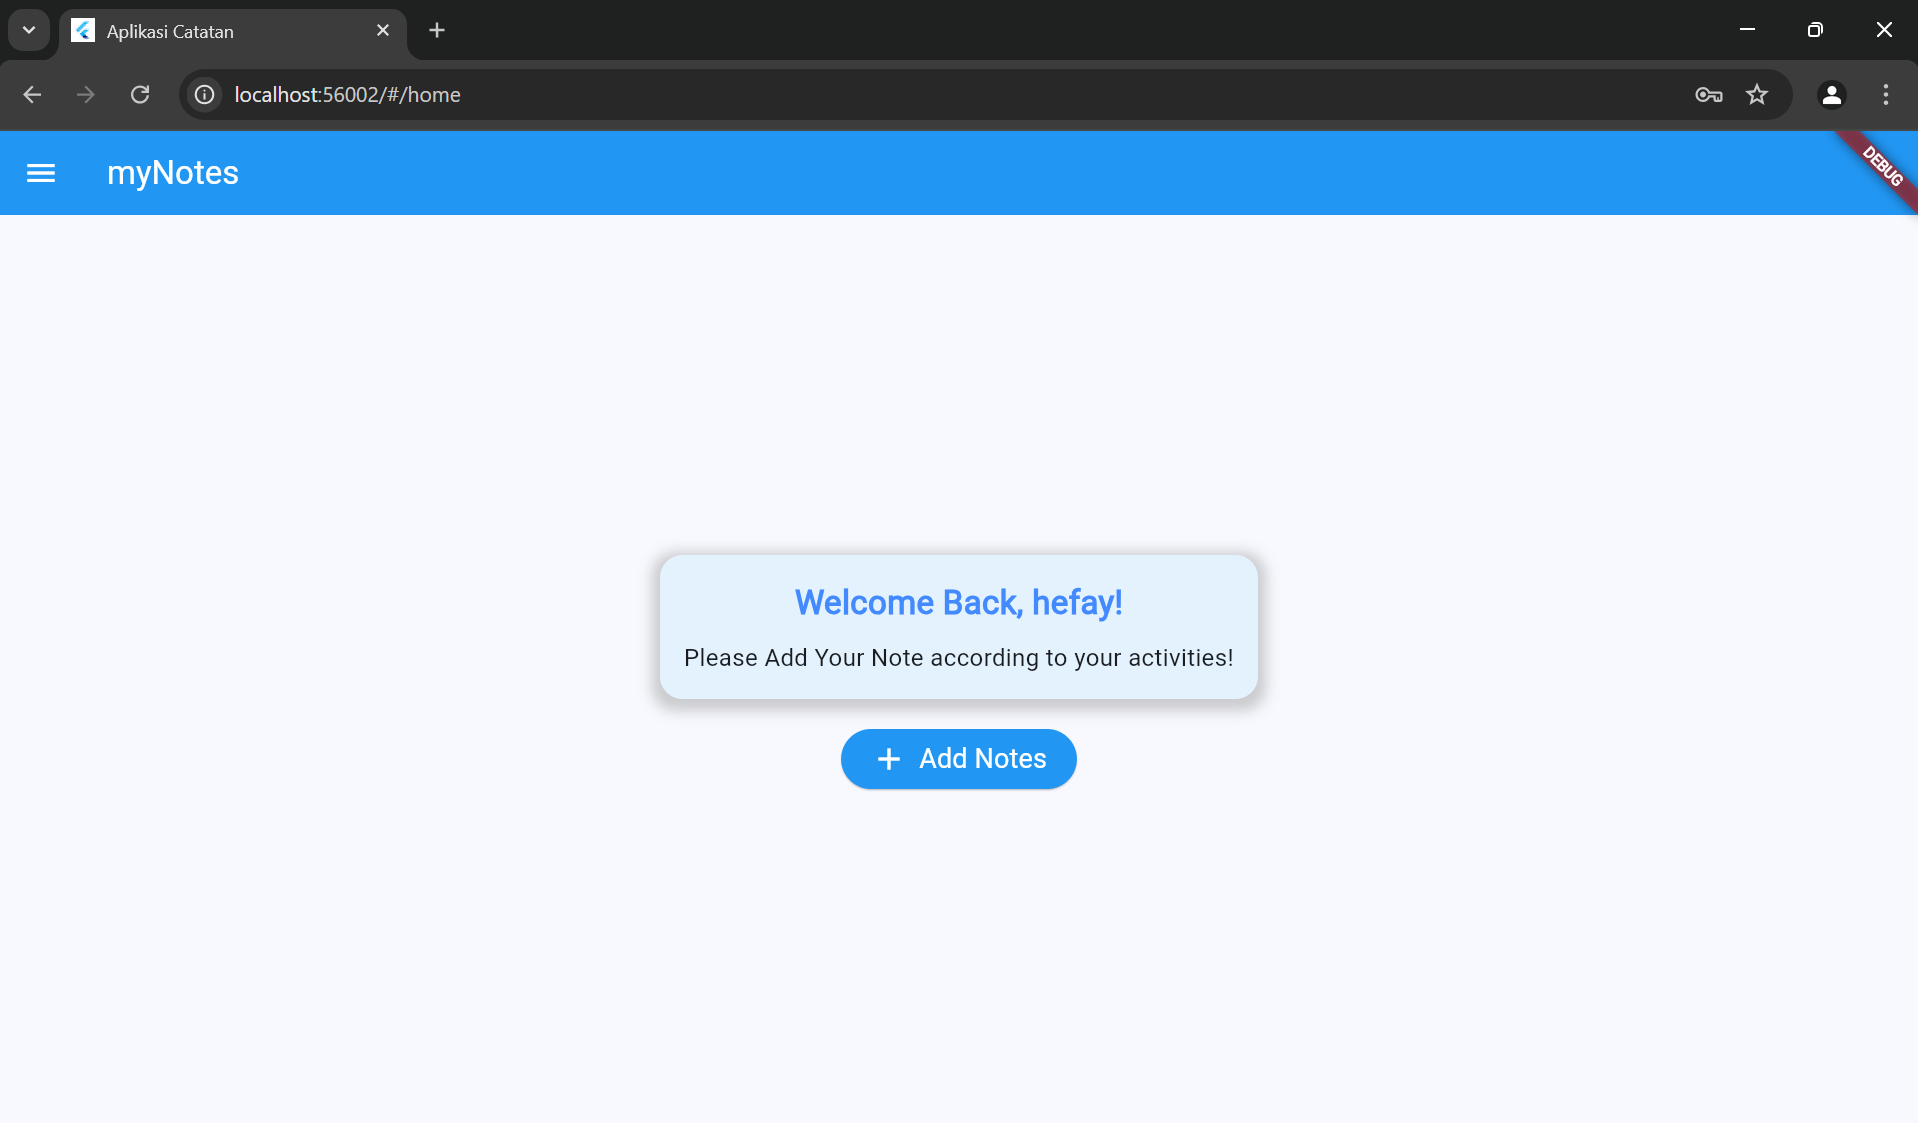 Aplikasi Catatan
localhost:56002/#/home
myNotes
DEBUG
Welcome Back, hefay!
Please Add Your Note according to your activities!
Add Notes